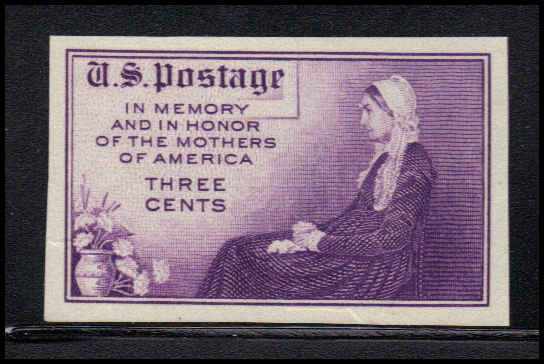 U.S. Postage
IN MEMORY
AND IN HONOR
OF THE MOTHERS
OF AMERICA
THREE
CENTS